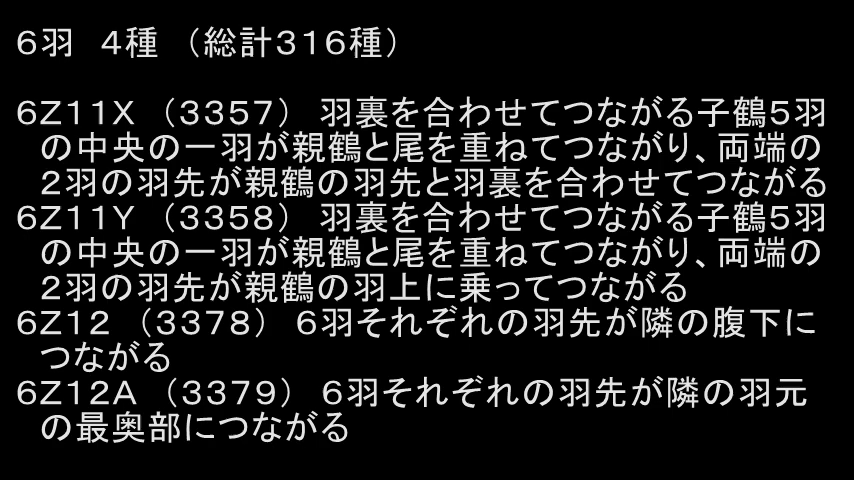 ６羽　４種　（総計３１６種）
６Ｚ１１Ｘ　（３３５７）　羽裏を合わせてつながる子鶴５羽
の中央の一羽が親鶴と尾を重ねてつながり、両端の
２羽の羽先が親鶴の羽先と羽裏を合わせてつながる
６Ｚ１１Ｙ　（３３５８）　羽裏を合わせてつながる子鶴５羽
の中央の一羽が親鶴と尾を重ねてつながり、両端の
２羽の羽先が親鶴の羽上に乗ってつながる
６Ｚ１２　（３３７８）　６羽それぞれの羽先が隣の腹下に
つながる
６Ｚ１２Ａ　（３３７９）　６羽それぞれの羽先が隣の羽元
の最奥部につながる